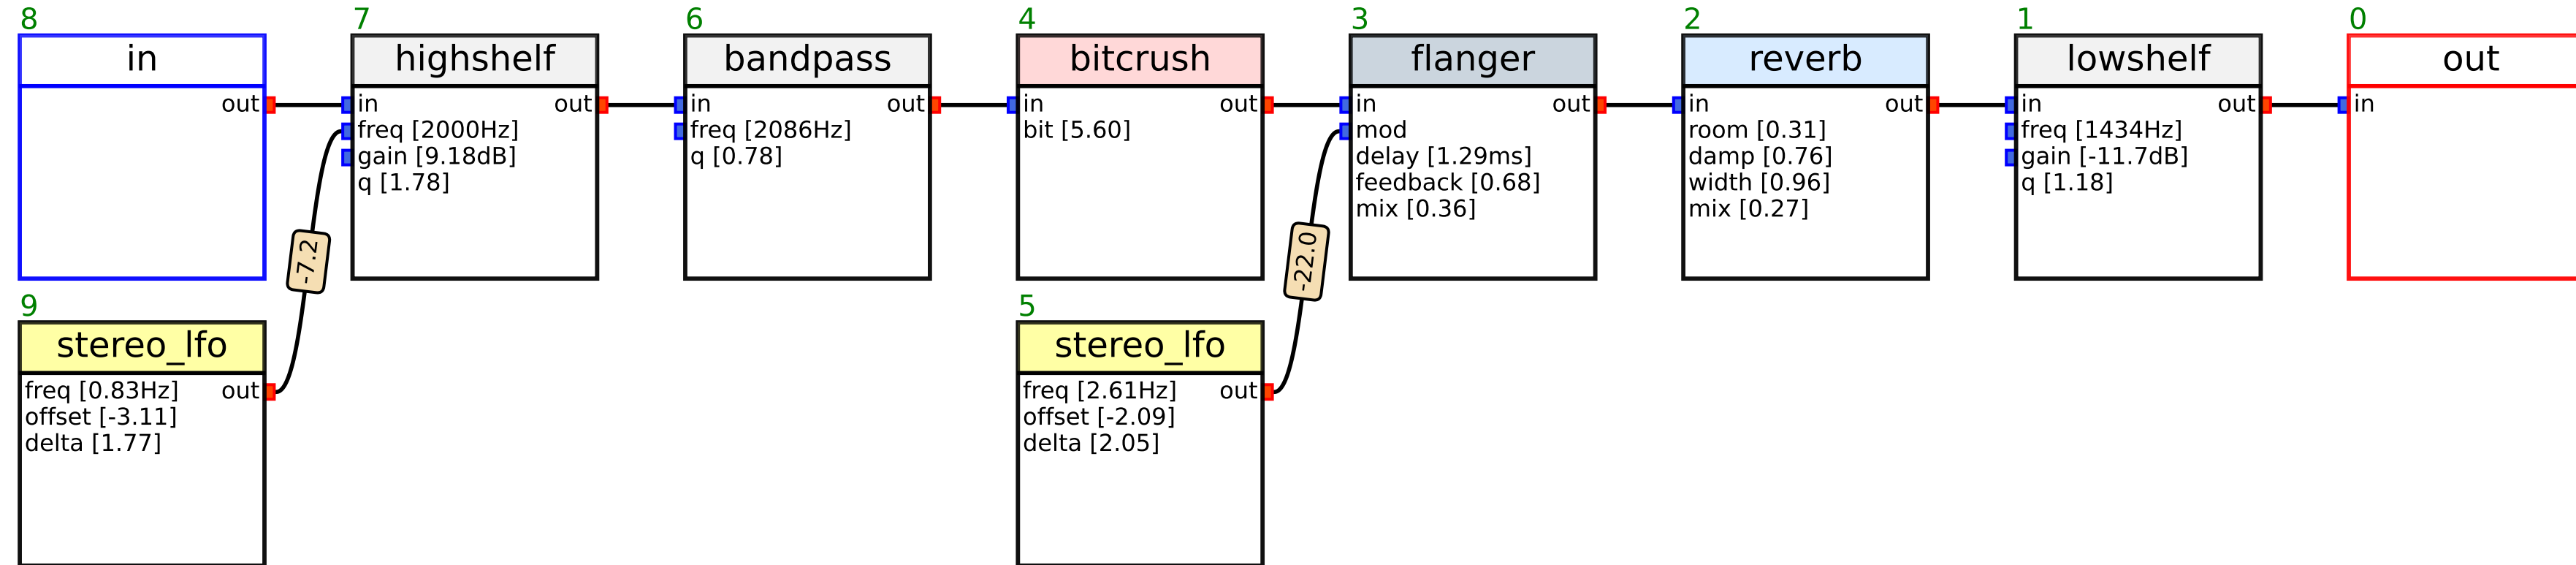 8
in
out
7
highshelf
in out
freq [2000Hz]
gain [9.18dB]
q [1.78]
6
bandpass
in out
freq [2086Hz]
q [0.78]
4
bitcrush
in out
bit [5.60]
3
flanger
in out
mod
delay [1.29ms]
feedback [0.68]
mix [0.36]
2
reverb
in out
room [0.31]
damp [0.76]
width [0.96]
mix [0.27]
1
lowshelf
in out
freq [1434Hz]
gain [-11.7dB]
q [1.18]
0
out
in
-7.2
-22.0
9
stereo_lfo
freq [0.83Hz] out
offset [-3.11]
delta [1.77]
5
stereo_lfo
freq [2.61Hz] out
offset [-2.09]
delta [2.05]